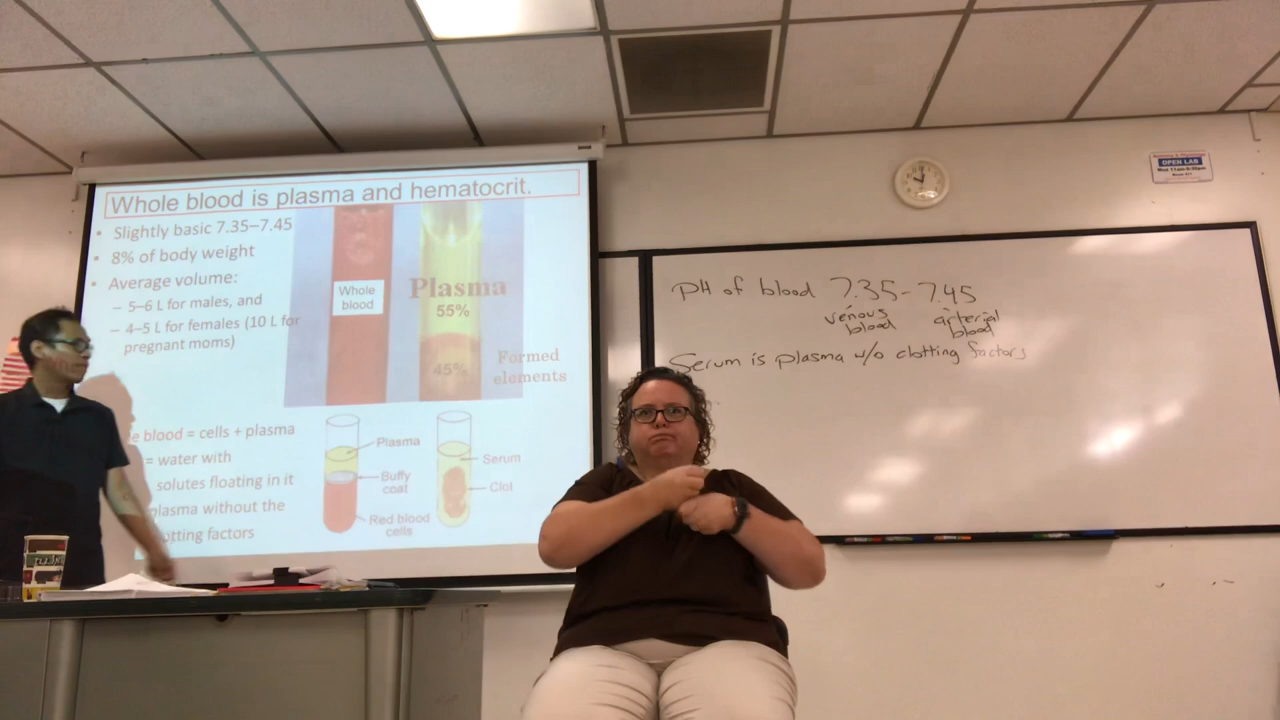 Whole blood is plasma and hematocrit.
• Slightly basic 7.35–7.45
• 8% of body weight
• Average volume:
– 5–6 L for males, and
– 4–5 L for females (10 L for
pregnant moms)
Whole
blood
Plasma
55%
45%
Formed
elements
e blood = cells + plasma
= water with
solutes floating in it
plasma without the
otting factors
Plasma
Buffy
coat
Red blood
cells
Serum
Clot
pH of blood 7.35-7.45
venous
blood
arterial
blood
Serum is plasma w/o clotting factors
OPEN LAB